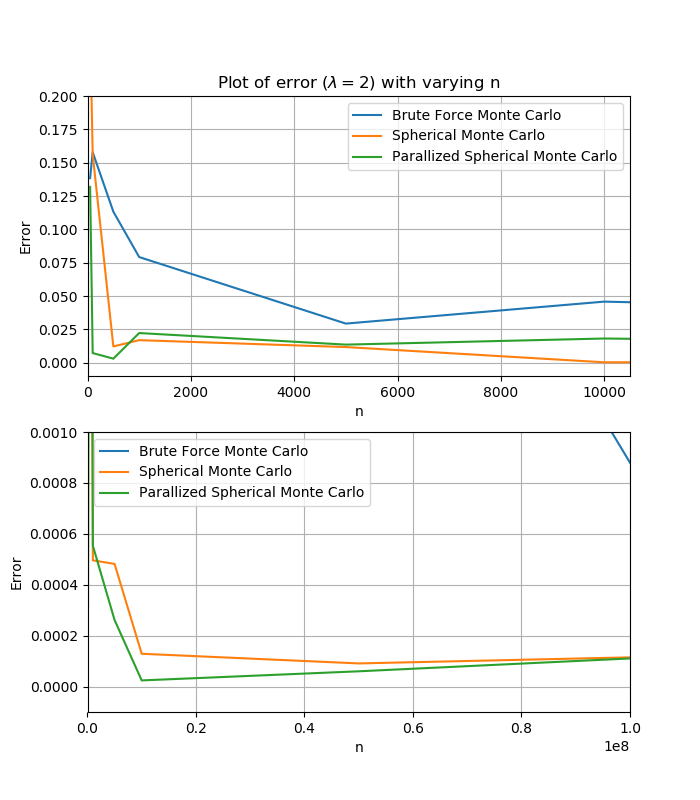 Plot of error (λ = 2) with varying n
0.200
0.175
0.150
0.125
0.100
0.075
0.050
0.025
0.000
Error
Brute Force Monte Carlo
Spherical Monte Carlo
Parallized Spherical Monte Carlo
0 2000 4000 6000 8000 10000
n
0.0010
0.0008
0.0006
0.0004
0.0002
0.0000
Error
Brute Force Monte Carlo
Spherical Monte Carlo
Parallized Spherical Monte Carlo
0.0 0.2 0.4 0.6 0.8 1.0
n
1e8